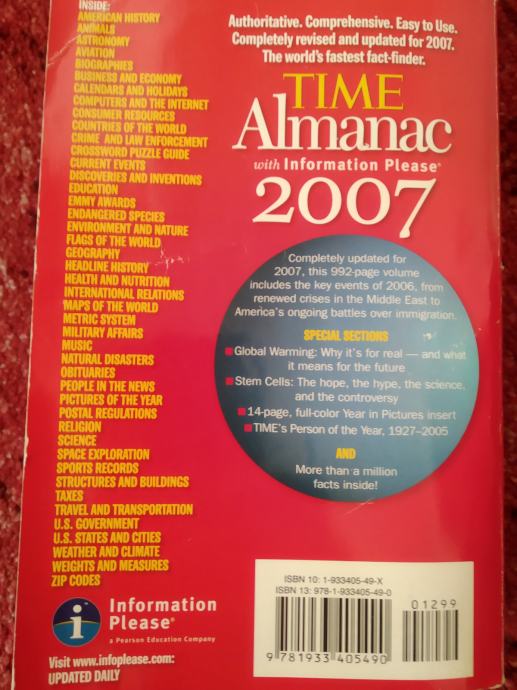 INSIDE:
AMERICAN HISTORY
ANIMALS
ASTRONOMY
AVIATION
BIOGRAPHIES
BUSINESS AND ECONOMY
CALENDARS AND HOLIDAYS
COMPUTERS AND THE INTERNET
CONSUMER RESOURCES
COUNTRIES OF THE WORLD
CRIME AND LAW ENFORCEMENT
CROSSWORD PUZZLE GUIDE
CURRENT EVENTS
DISCOVERIES AND INVENTIONS
EDUCATION
EMMY AWARDS
ENDANGERED SPECIES
ENVIRONMENT AND NATURE
FLAGS OF THE WORLD
GEOGRAPHY
HEADLINE HISTORY
HEALTH AND NUTRITION
INTERNATIONAL RELATIONS
MAPS OF THE WORLD
METRIC SYSTEM
MILITARY AFFAIRS
MUSIC
NATURAL DISASTERS
OBITUARIES
PEOPLE IN THE NEWS
PICTURES OF THE YEAR
POSTAL REGULATIONS
RELIGION
SCIENCE
SPACE EXPLORATION
SPORTS RECORDS
STRUCTURES AND BUILDINGS
TAXES
TRAVEL AND TRANSPORTATION
U.S. GOVERNMENT
U.S. STATES AND CITIES
WEATHER AND CLIMATE
WEIGHTS AND MEASURES
ZIP CODES
i
Information
Please®
a Pearson Education Company
Visit www.infoplease.com:
UPDATED DAILY
Authoritative. Comprehensive. Easy to Use.
Completely revised and updated for 2007.
The world's fastest fact-finder.
TIME
Almanac
with Information Please®
2007
Completely updated for
2007, this 992-page volume
includes the key events of 2006, from
renewed crises in the Middle East to
America's ongoing battles over immigration.
SPECIAL SECTIONS
■Global Warming: Why it's for real — and what
it means for the future
■Stem Cells: The hope, the hype, the science,
and the controversy
■14-page, full-color Year in Pictures insert
■TIME's Person of the Year, 1927–2005
AND
More than a million
facts inside!
ISBN 10: 1-933405-49-X
ISBN 13: 978-1-933405-49-0
01299
9 781933 405490